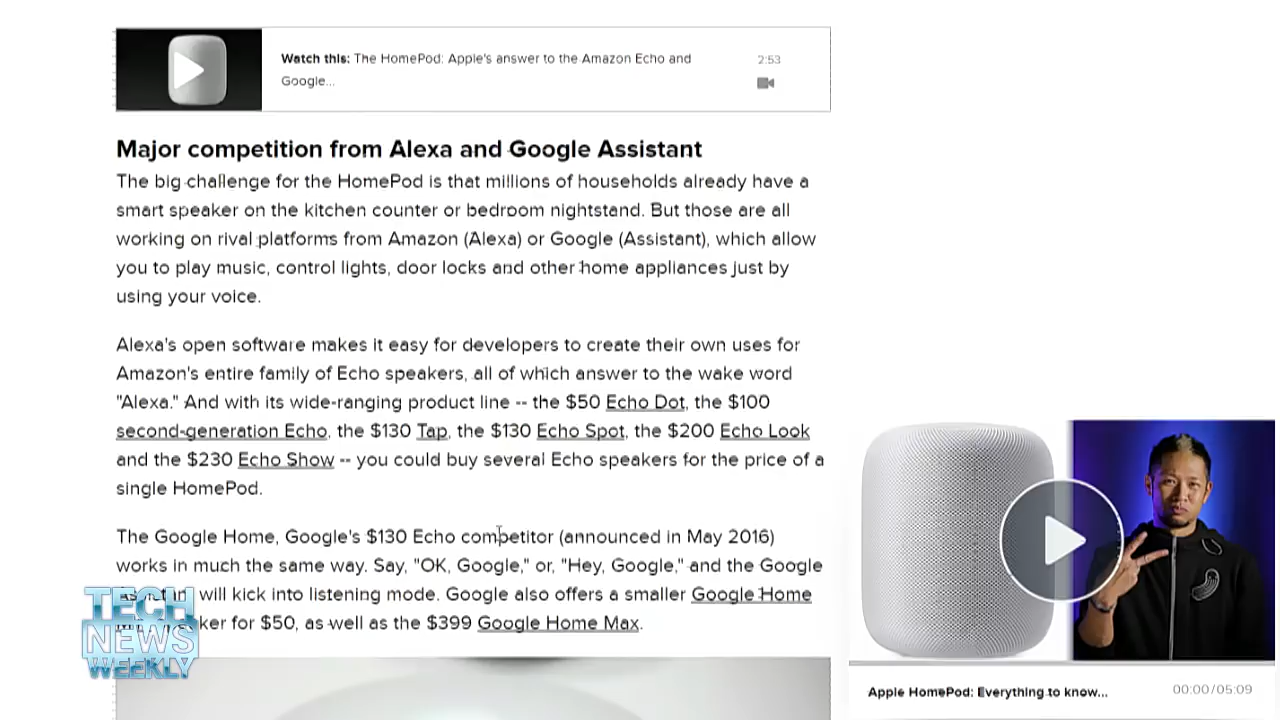 Watch this: The HomePod: Apple's answer to the Amazon Echo and
Google...
2:53
Major competition from Alexa and Google Assistant
The big challenge for the HomePod is that millions of households already have a
smart speaker on the kitchen counter or bedroom nightstand. But those are all
working on rival platforms from Amazon (Alexa) or Google (Assistant), which allow
you to play music, control lights, door locks and other home appliances just by
using your voice.
Alexa's open software makes it easy for developers to create their own uses for
Amazon's entire family of Echo speakers, all of which answer to the wake word
"Alexa." And with its wide-ranging product line -- the $50 Echo Dot, the $100
second-generation Echo, the $130 Tap, the $130 Echo Spot, the $200 Echo Look
and the $230 Echo Show -- you could buy several Echo speakers for the price of a
single HomePod.
The Google Home, Google's $130 Echo competitor (announced in May 2016)
works in much the same way. Say, "OK, Google," or, "Hey, Google," and the Google
will kick into listening mode. Google also offers a smaller Google Home
for $50, as well as the $399 Google Home Max.
TECH
NEWS
WEEKLY
Apple HomePod: Everything to know...
00:00/05:09